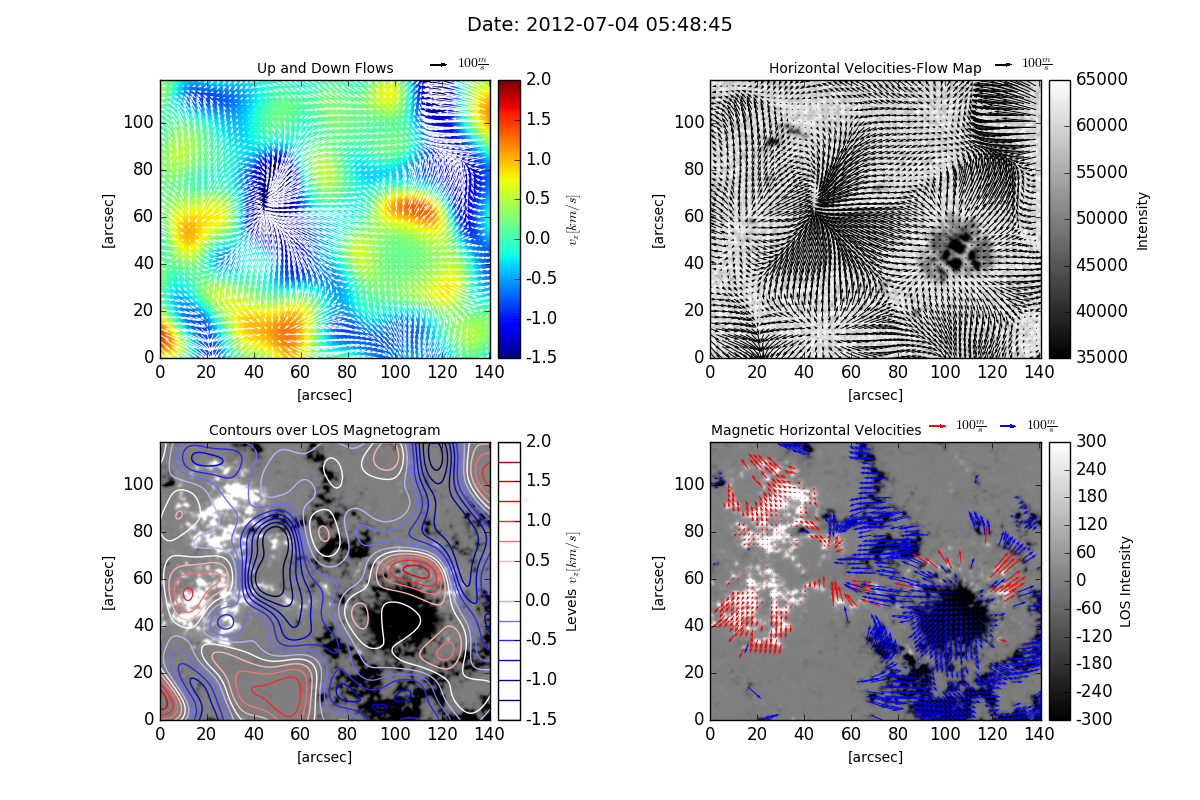 Date: 2012-07-04 05:48:45
Up and Down Flows
100 m/s
[arcsec]
100
80
60
40
20
0
0 20 40 60 80 100 120 140
[arcsec]
2.0
1.5
1.0
0.5
0.0
-0.5
-1.0
-1.5
v_z[km/s]
Horizontal Velocities-Flow Map
100 m/s
[arcsec]
100
80
60
40
20
0
0 20 40 60 80 100 120 140
[arcsec]
65000
60000
55000
50000
45000
40000
35000
Intensity
Contours over LOS Magnetogram
[arcsec]
100
80
60
40
20
0
0 20 40 60 80 100 120 140
[arcsec]
2.0
1.5
1.0
0.5
0.0
-0.5
-1.0
-1.5
Levels v_z[km/s]
Magnetic Horizontal Velocities
100 m/s 100 m/s
[arcsec]
100
80
60
40
20
0
0 20 40 60 80 100 120 140
[arcsec]
300
240
180
120
60
0
-60
-120
-180
-240
-300
LOS Intensity